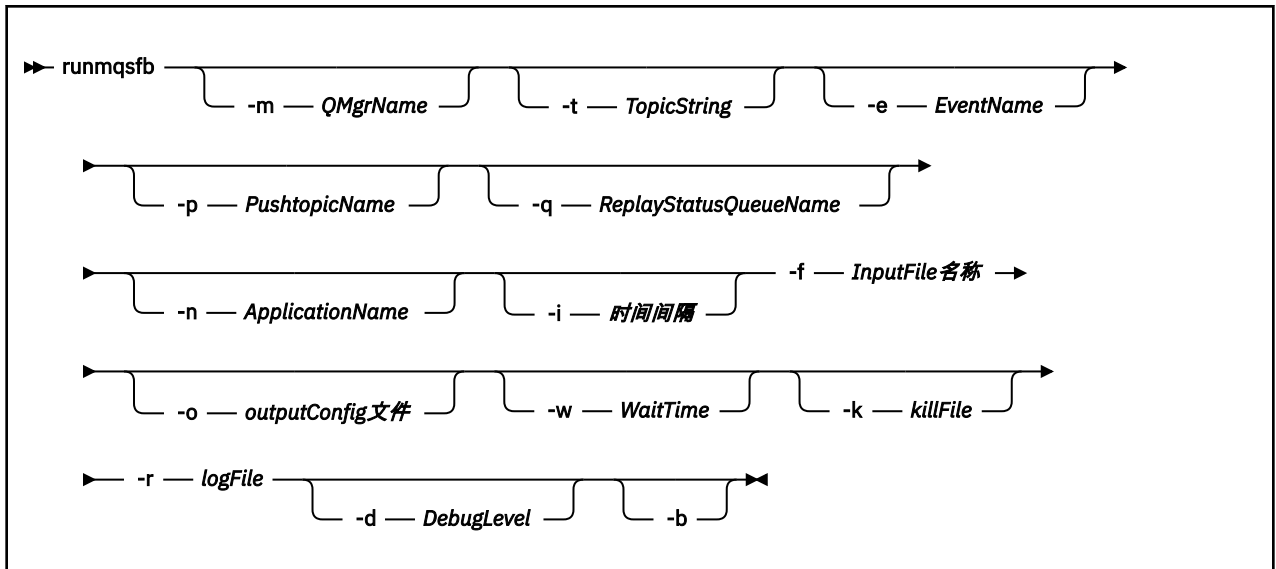 runmqsfb
-m QMgrName -t TopicString -e EventName
-p PushtopicName -q ReplayStatusQueueName
-f InputFile名称
-n ApplicationName -i 时间间隔
-o outputConfig文件 -w WaitTime -k killFile
-r logFile
-d DebugLevel -b